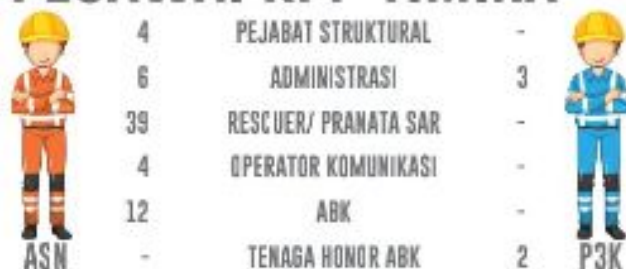 4 PEJABAT STRUKTURAL -
6 ADMINISTRASI 3
39 RESCUER/ PRANATA SAR -
4 OPERATOR KOMUNIKASI -
12 ABK -
ASN - TENAGA HONOR ABK 2 P3K